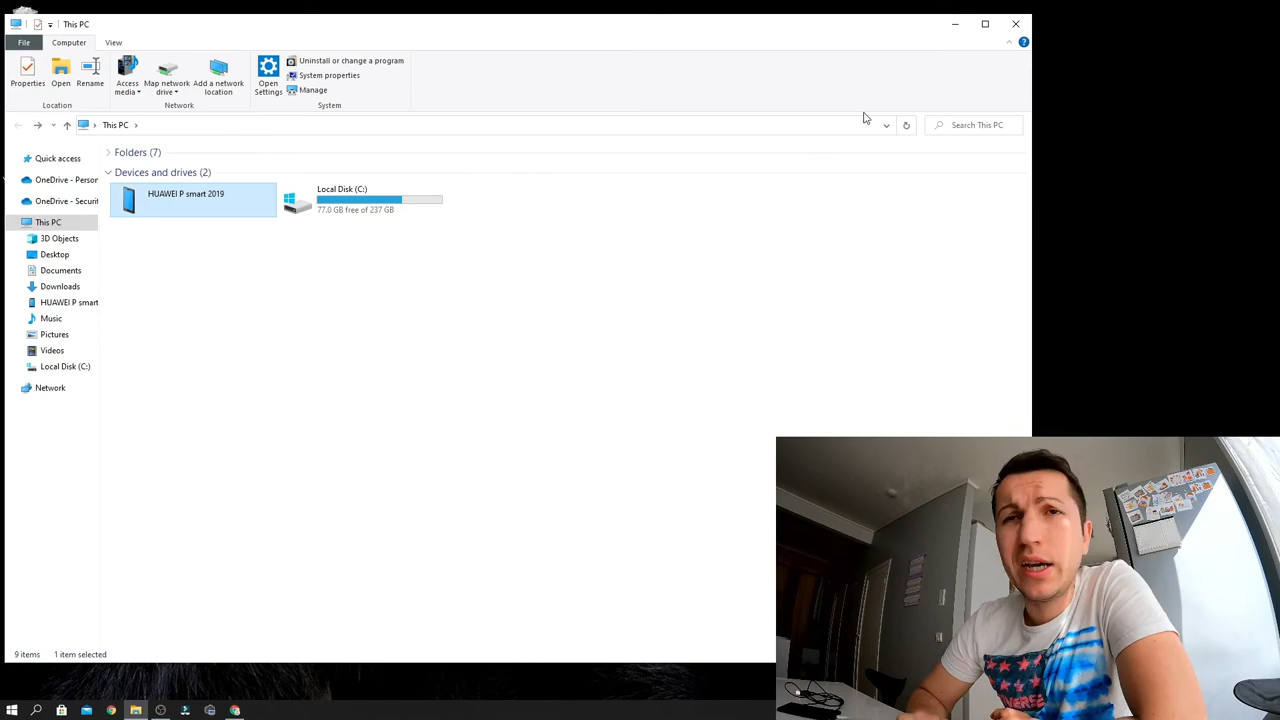 This PC
File
Computer
View
Properties
Open
Rename
Access media
Map network drive
Add a network location
Open Settings
Uninstall or change a program
System properties
Manage
Location
Network
System
This PC
Search This PC
Quick access
OneDrive - Person
OneDrive - Securit
This PC
3D Objects
Desktop
Documents
Downloads
HUAWEI P smart
Music
Pictures
Videos
Local Disk (C:)
Network
Folders (7)
Devices and drives (2)
HUAWEI P smart 2019
Local Disk (C:)
77.0 GB free of 237 GB
9 items
1 item selected